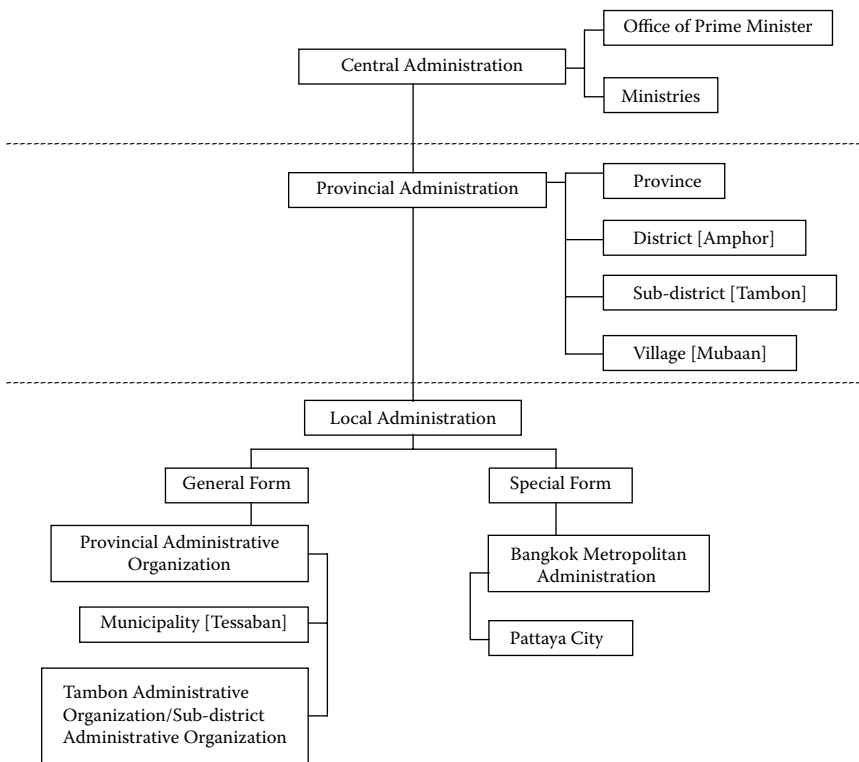 Office of Prime Minister
Central Administration
Ministries
Provincial Administration
Province
District [Amphor]
Sub-district [Tambon]
Village [Mubaan]
Local Administration
General Form
Special Form
Provincial Administrative
Organization
Municipality [Tessaban]
Tambon Administrative
Organization/Sub-district
Administrative Organization
Bangkok Metropolitan
Administration
Pattaya City